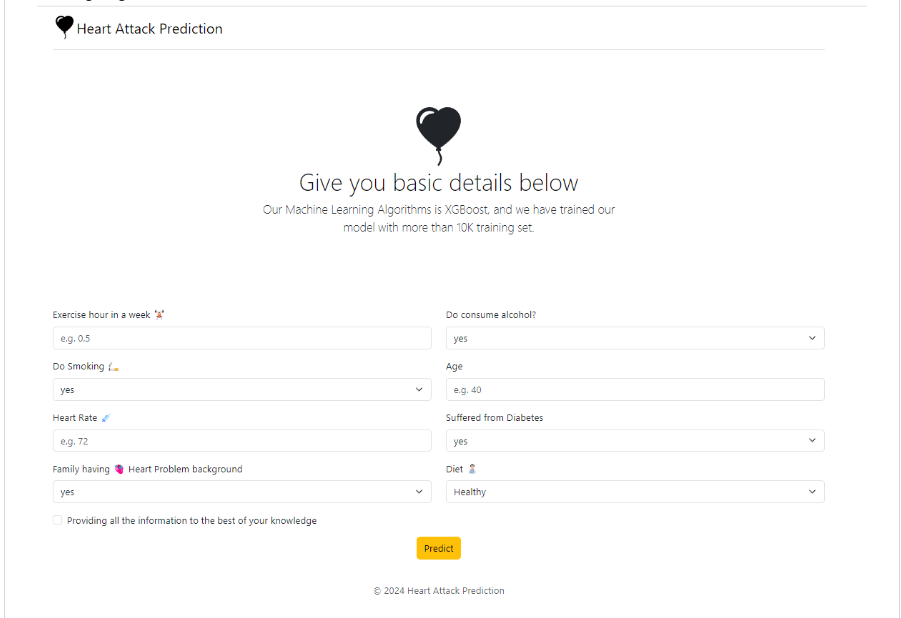 Heart Attack Prediction
Give you basic details below
Our Machine Learning Algorithms is XGBoost, and we have trained our
model with more than 10K training set.
Exercise hour in a week
Do consume alcohol?
e.g. 0.5
yes
Do Smoking
Age
yes
e.g. 40
Heart Rate
Suffered from Diabetes
e.g. 72
yes
Family having Heart Problem background
Diet
yes
Healthy
Providing all the information to the best of your knowledge
Predict
© 2024 Heart Attack Prediction